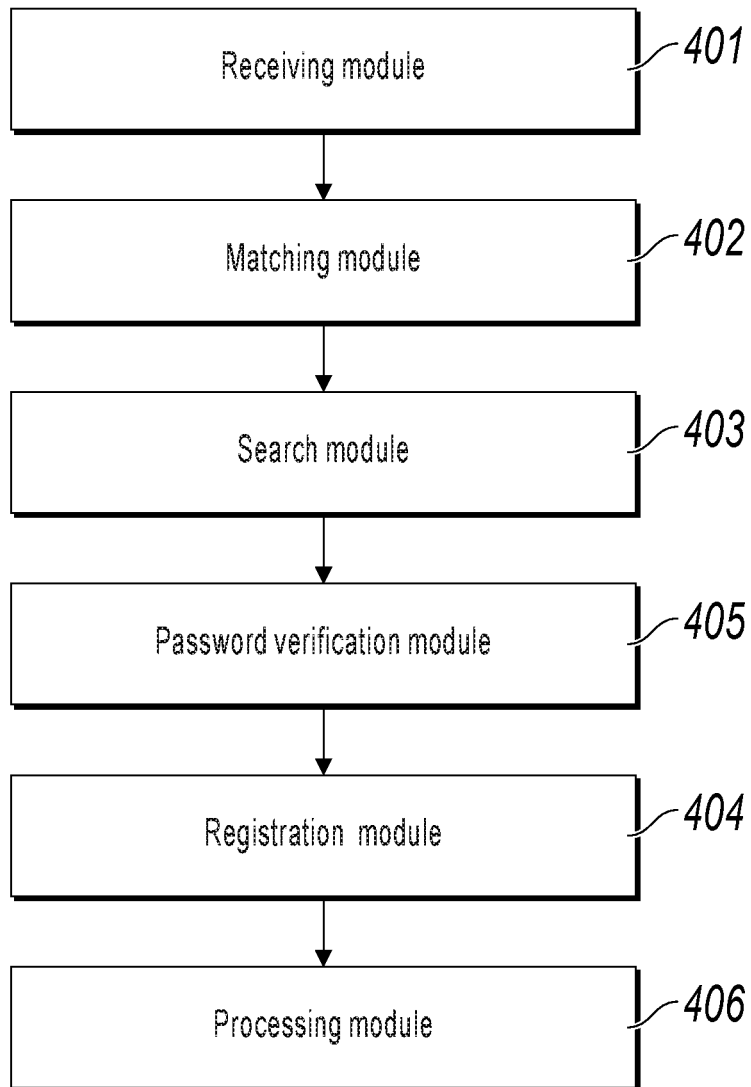 Receiving module
401
Matching module
402
Search module
403
Password verification module
405
Registration module
404
Processing module
406